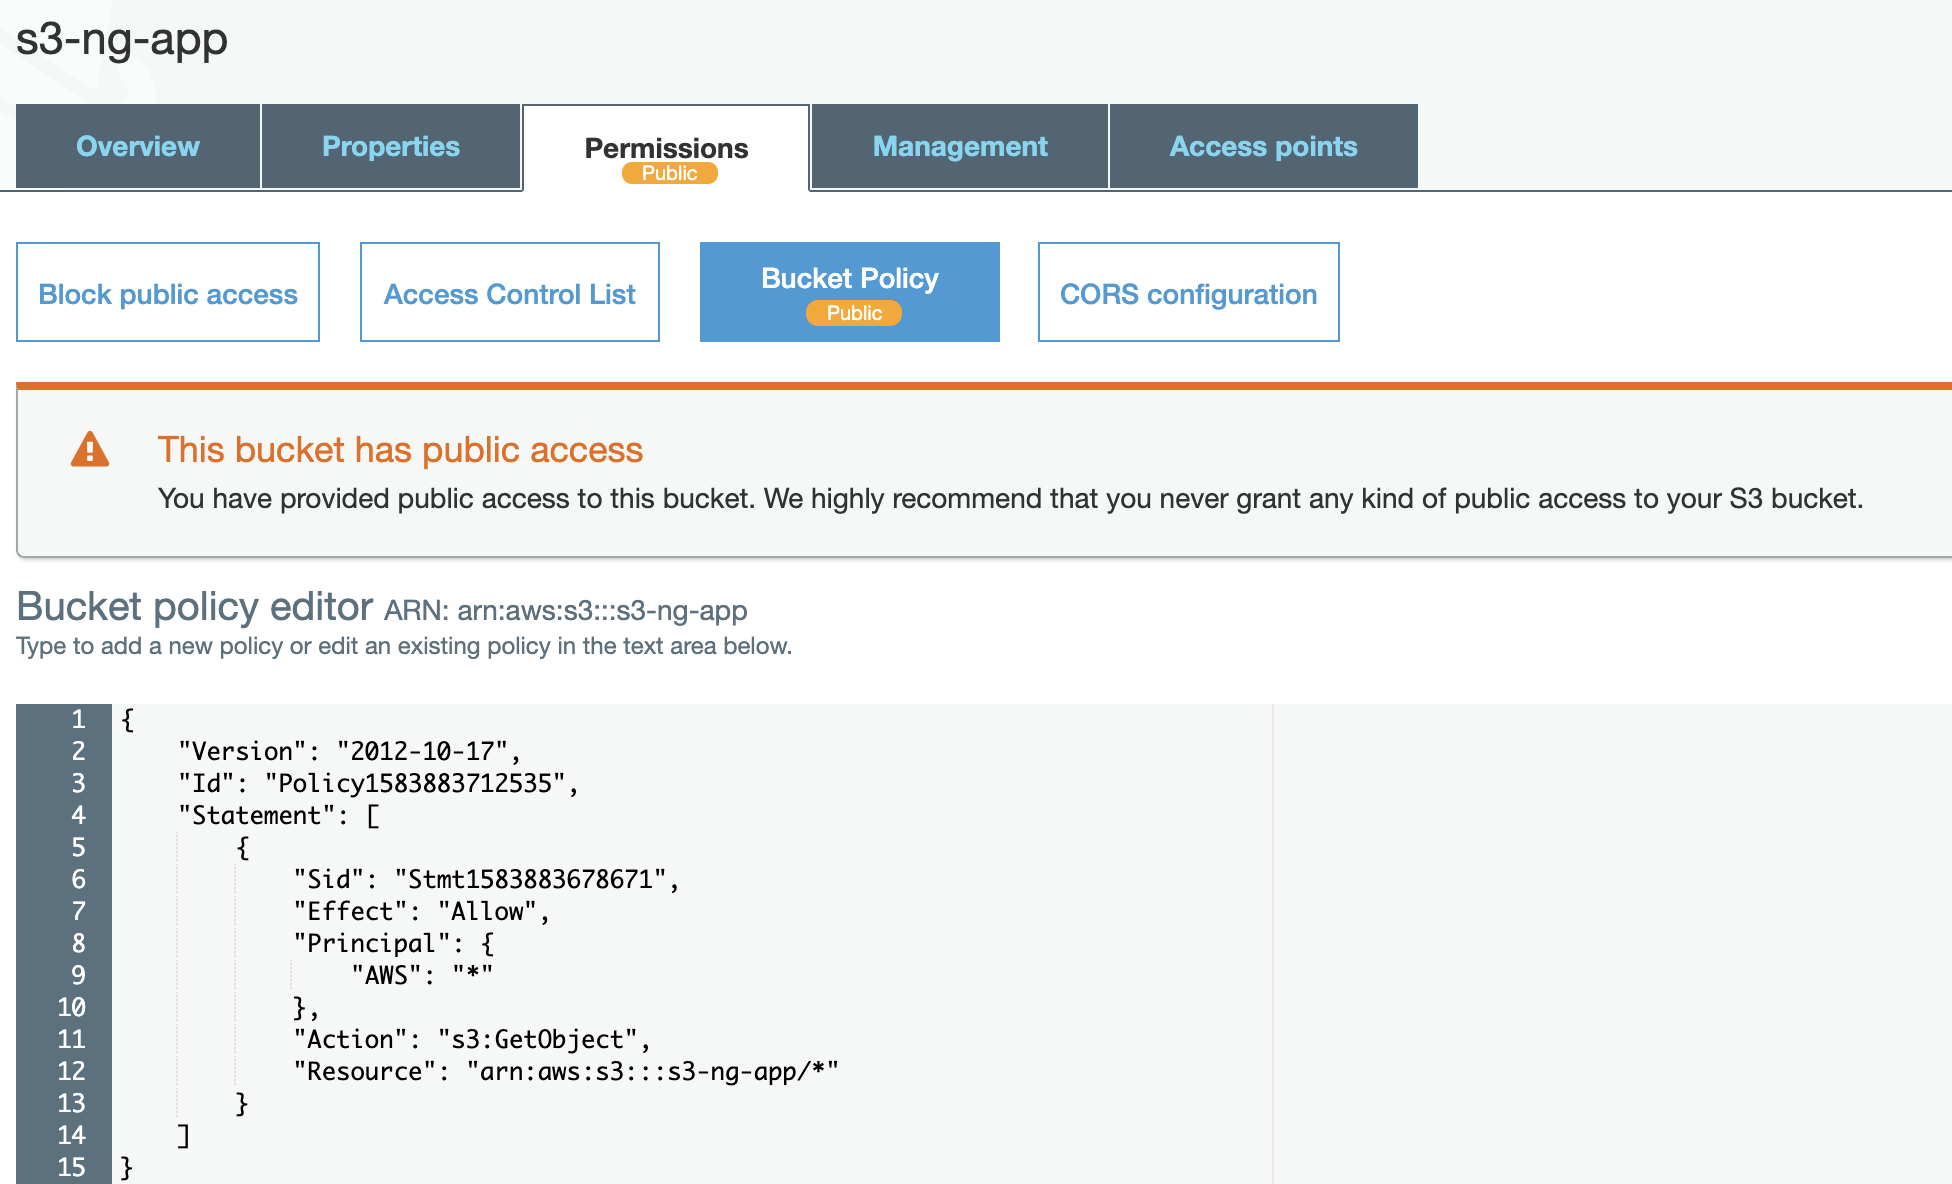 s3-ng-app
Overview Properties Permissions Management Access points
Public
Block public access Access Control List Bucket Policy CORS configuration
Public
This bucket has public access
You have provided public access to this bucket. We highly recommend that you never grant any kind of public access to your S3 bucket.
Bucket policy editor ARN: arn:aws:s3:::s3-ng-app
Type to add a new policy or edit an existing policy in the text area below.
1 {
2     "Version": "2012-10-17",
3     "Id": "Policy1583883712535",
4     "Statement": [
5         {
6             "Sid": "Stmt1583883678671",
7             "Effect": "Allow",
8             "Principal": {
9                 "AWS": "*"
10             },
11             "Action": "s3:GetObject",
12             "Resource": "arn:aws:s3:::s3-ng-app/*"
13         }
14     ]
15 }